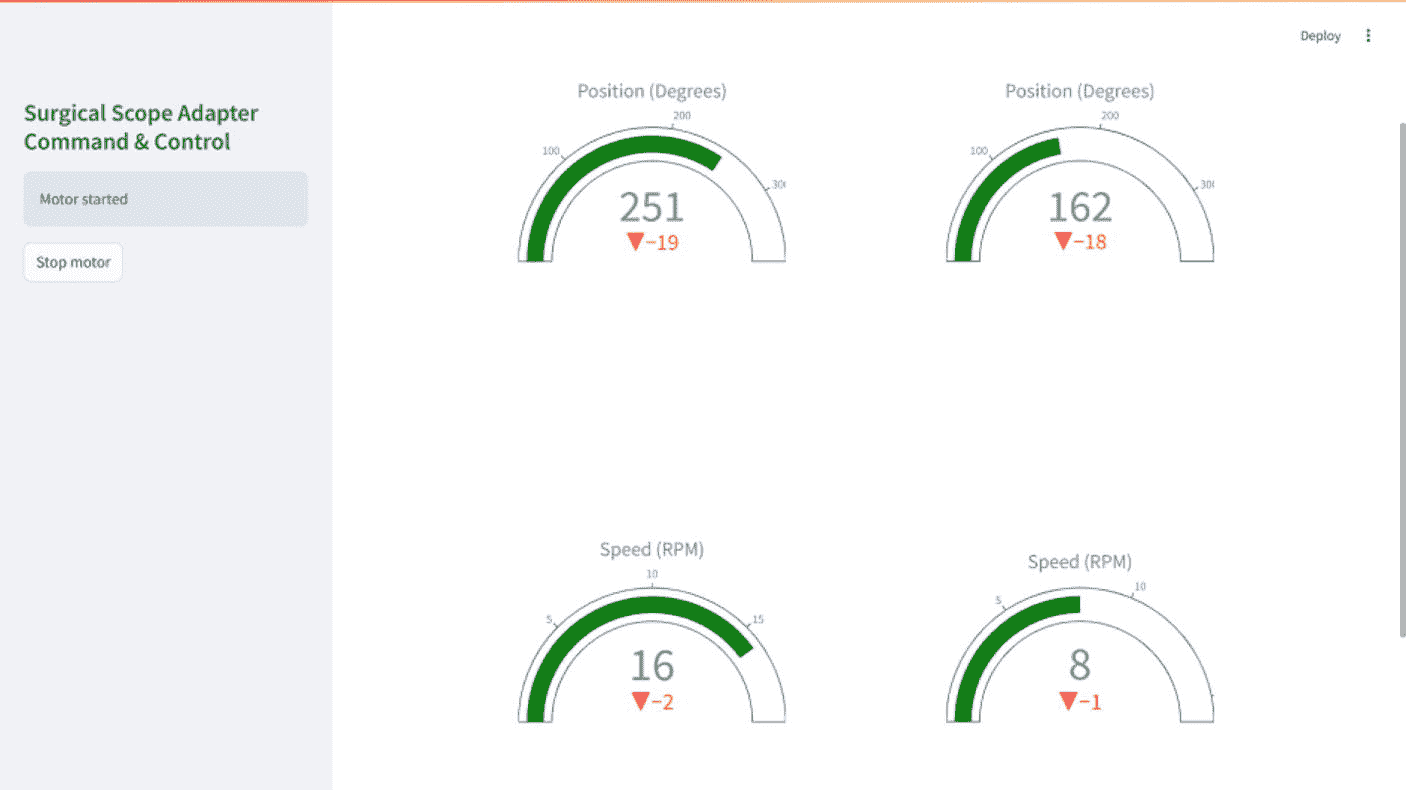 Deploy
Surgical Scope Adapter
Command & Control
Motor started
Stop motor
Position (Degrees)
100
200
251
▼−19
Position (Degrees)
100
200
162
▼−18
Speed (RPM)
5
10
15
16
▼−2
Speed (RPM)
5
10
8
▼−1